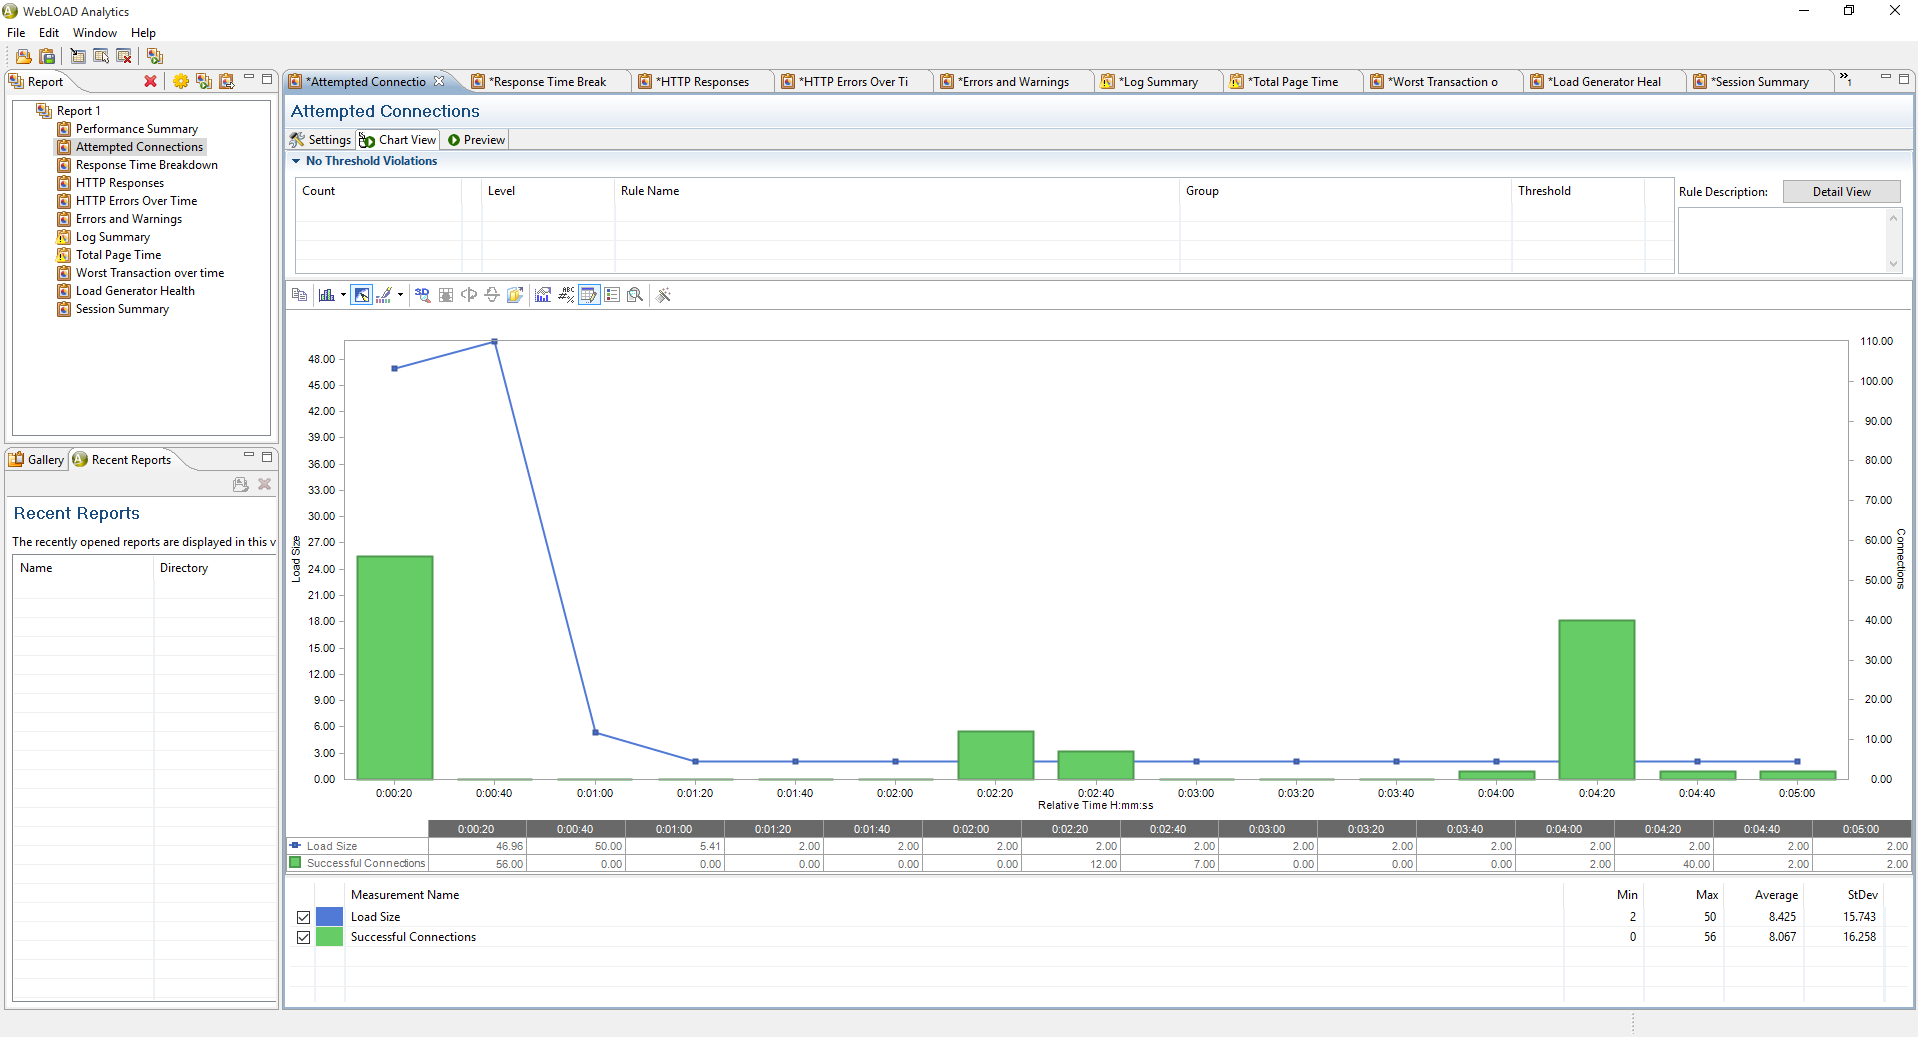 WebLOAD Analytics
File Edit Window Help
Report
Report 1
Performance Summary
Attempted Connections
Response Time Breakdown
HTTP Responses
HTTP Errors Over Time
Errors and Warnings
Log Summary
Total Page Time
Worst Transaction over time
Load Generator Health
Session Summary
Gallery Recent Reports
Recent Reports
The recently opened reports are displayed in this v
Name Directory
*Attempted Connectio *Response Time Break *HTTP Responses *HTTP Errors Over Ti *Errors and Warnings *Log Summary *Total Page Time *Worst Transaction o *Load Generator Heal *Session Summary »1
Attempted Connections
Settings Chart View Preview
No Threshold Violations
Count Level Rule Name Group Threshold
Rule Description: Detail View
3D ABC #%
48.00
45.00
42.00
39.00
36.00
33.00
30.00
27.00
24.00
21.00
18.00
15.00
12.00
9.00
6.00
3.00
0.00
Load Size
110.00
100.00
90.00
80.00
70.00
60.00
50.00
40.00
30.00
20.00
10.00
0.00
Connections
0:00:20 0:00:40 0:01:00 0:01:20 0:01:40 0:02:00 0:02:20 0:02:40 0:03:00 0:03:20 0:03:40 0:04:00 0:04:20 0:04:40 0:05:00
Relative Time H:mm:ss
0:00:20 0:00:40 0:01:00 0:01:20 0:01:40 0:02:00 0:02:20 0:02:40 0:03:00 0:03:20 0:03:40 0:04:00 0:04:20 0:04:40 0:05:00
Load Size 46.96 50.00 5.41 2.00 2.00 2.00 2.00 2.00 2.00 2.00 2.00 2.00 2.00 2.00 2.00
Successful Connections 56.00 0.00 0.00 0.00 0.00 0.00 12.00 7.00 0.00 0.00 0.00 2.00 40.00 2.00 2.00
Measurement Name Min Max Average StDev
Load Size 2 50 8.425 15.743
Successful Connections 0 56 8.067 16.258